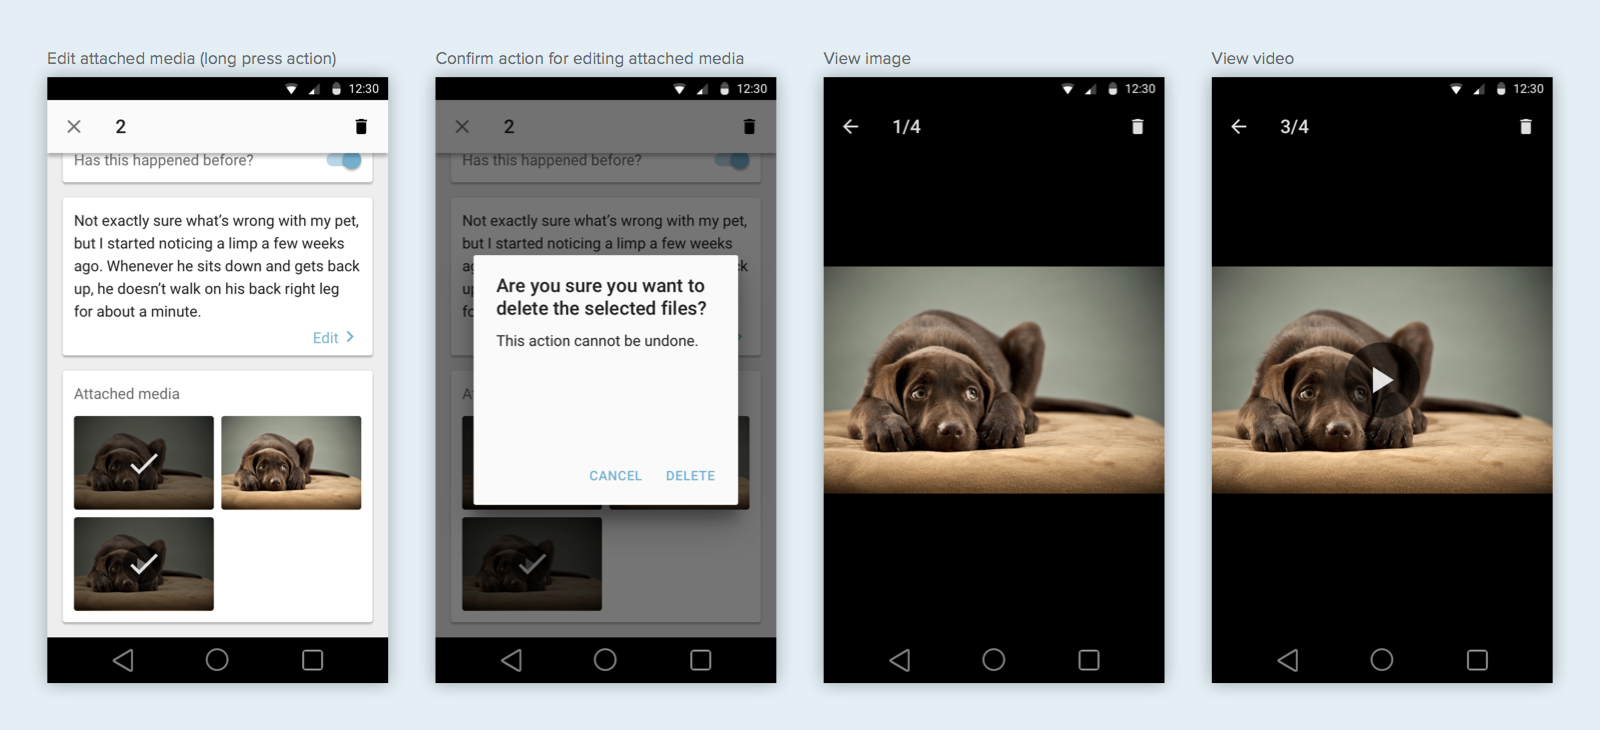 Edit attached media (long press action)
12:30
2
Has this happened before?
Not exactly sure what's wrong with my pet,
but I started noticing a limp a few weeks
ago. Whenever he sits down and gets back
up, he doesn't walk on his back right leg
for about a minute.
Edit
Attached media
Confirm action for editing attached media
12:30
2
Has this happened before?
Not exactly sure what's wrong with my pet,
but I started noticing a limp a few weeks
Are you sure you want to
delete the selected files?
This action cannot be undone.
CANCEL DELETE
View image
12:30
1/4
View video
12:30
3/4